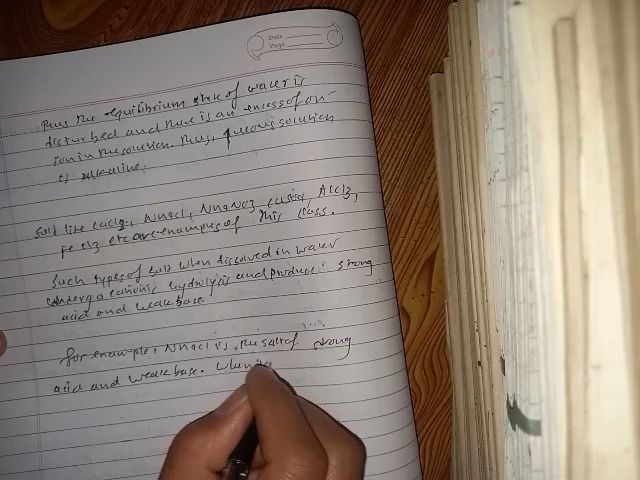 Date
Page
Thus the equilibrium state of water is
disturbed and there is an excess of OH-
ion in the solution. Thus, solution
is alkaline.
Salt like CaCl2, NH4Cl, NH4NO3, CuSO4, AlCl3,
FeCl3 etc are examples of this class.
Such types of salt when dissolved in water
undergo cationic hydrolysis and produce strong
acid and weak base.
for example, NH4Cl is the salt of strong
acid and weak base. When